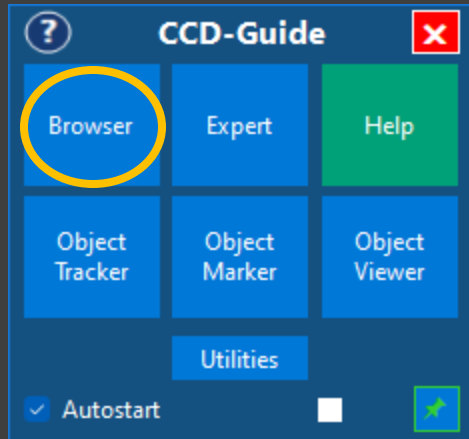 ?
CCD-Guide
X
Browser
Expert
Help
Object
Tracker
Object
Marker
Object
Viewer
Utilities
Autostart